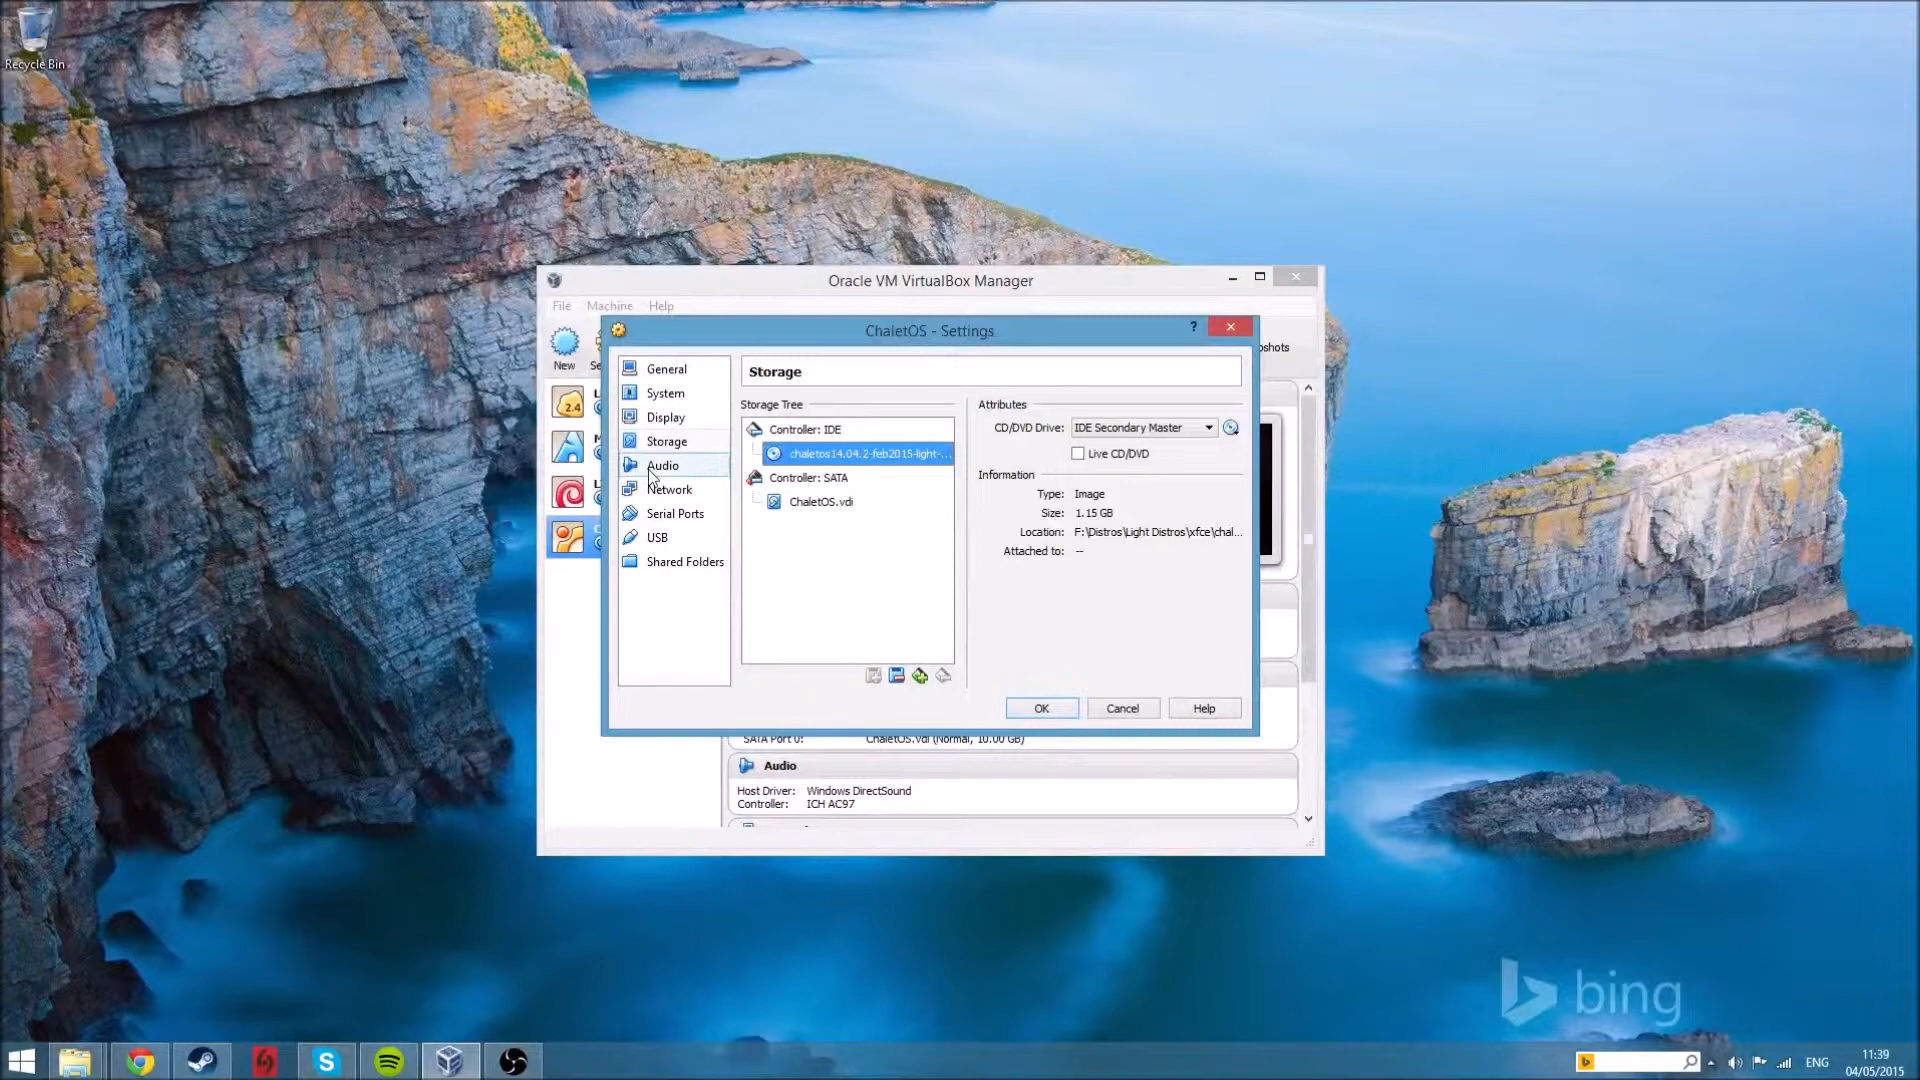 Recycle Bin
Oracle VM VirtualBox Manager
File Machine Help
ChaletOS - Settings
?
New
pshots
2.4
General
System
Display
Storage
Audio
Network
Serial Ports
USB
Shared Folders
Storage
Storage Tree
Controller: IDE
chaletos14.04.2-feb2015-light-...
Controller: SATA
ChaletOS.vdi
Attributes
CD/DVD Drive: IDE Secondary Master
Live CD/DVD
Information
Type: Image
Size: 1.15 GB
Location: F:\Distros\Light Distros\xfce\chal...
Attached to: --
OK Cancel Help
SATA Port 0: ChaletOS.vdi (Normal, 10.00 GB)
Audio
Host Driver: Windows DirectSound
Controller: ICH AC97
bing
ENG
11:39
04/05/2015